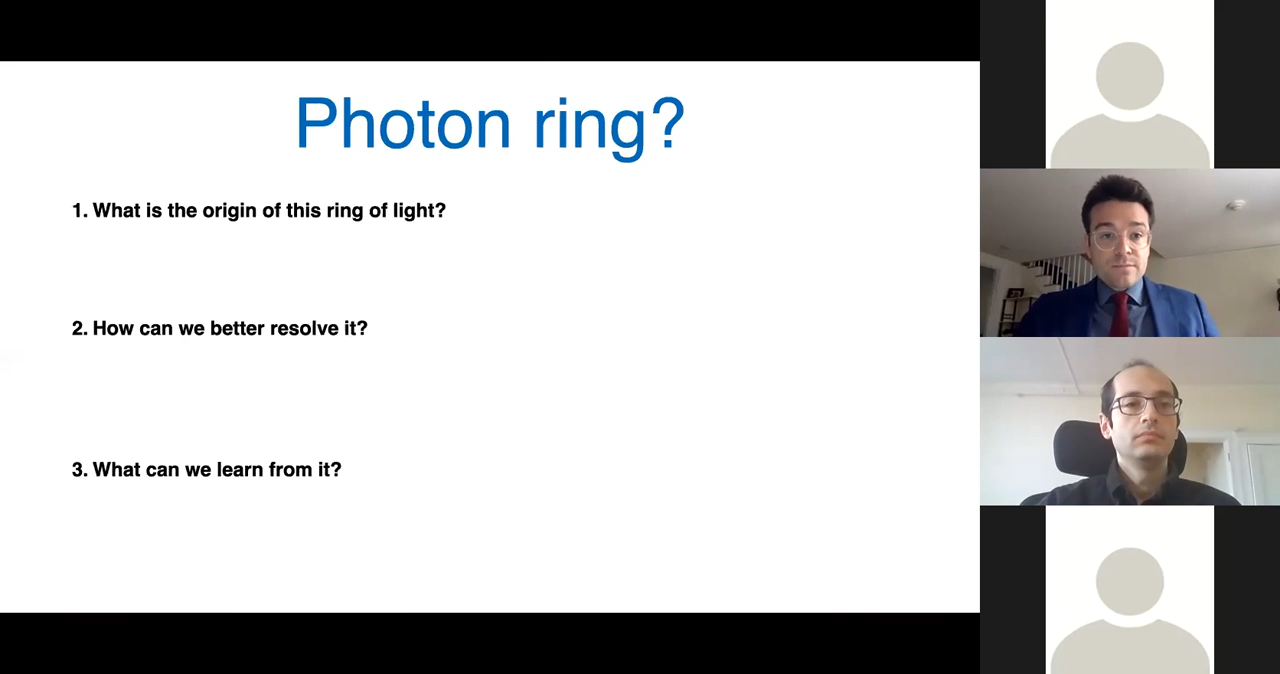 Photon ring?
1. What is the origin of this ring of light?
2. How can we better resolve it?
3. What can we learn from it?